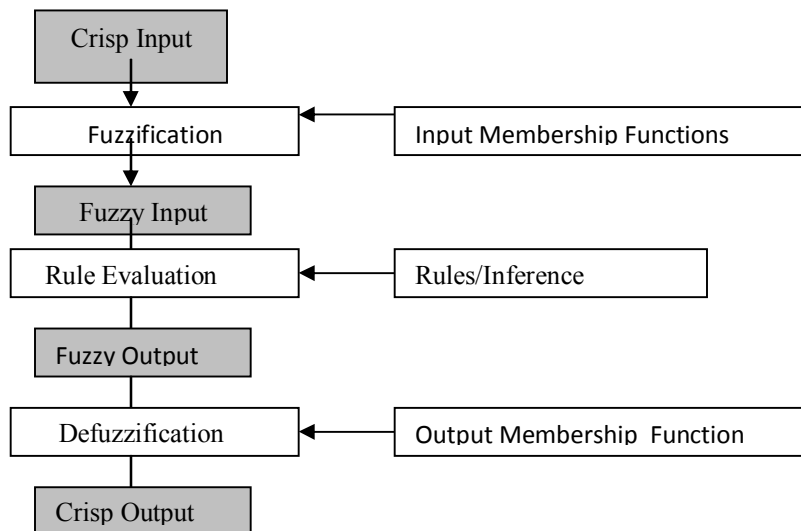 Crisp Input
Fuzzification
Input Membership Functions
Fuzzy Input
Rule Evaluation
Rules/Inference
Fuzzy Output
Defuzzification
Output Membership Function
Crisp Output